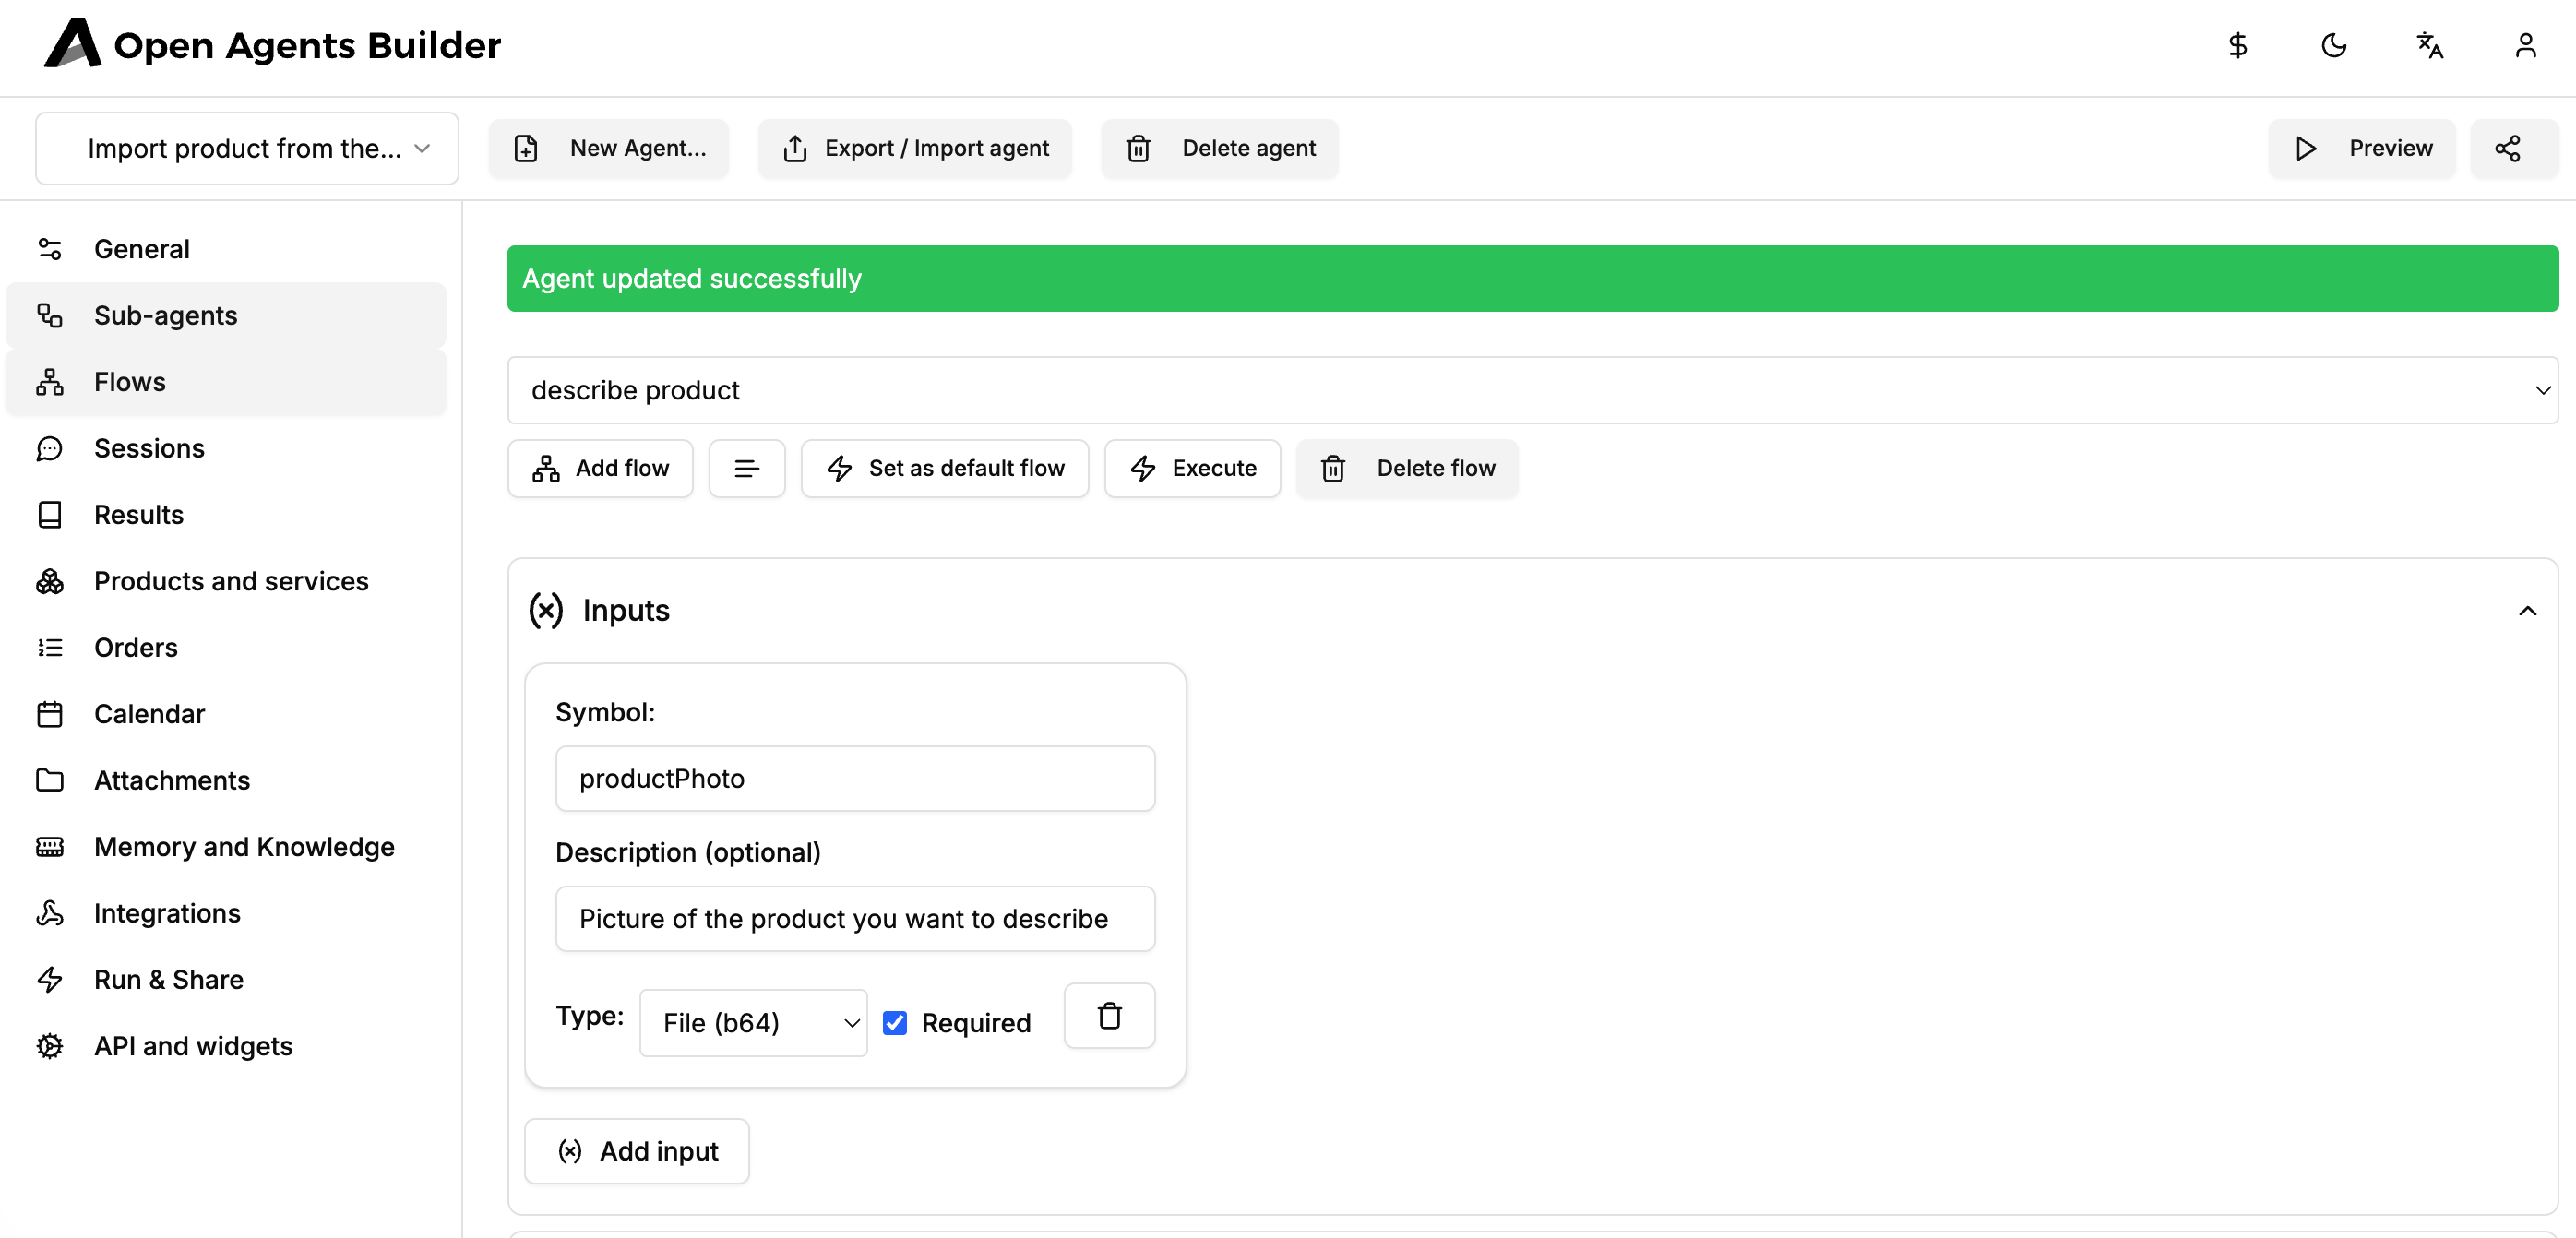 Open Agents Builder
Import product from the...
New Agent...
Export / Import agent
Delete agent
Preview
General
Sub-agents
Flows
Sessions
Results
Products and services
Orders
Calendar
Attachments
Memory and Knowledge
Integrations
Run & Share
API and widgets
Agent updated successfully
describe product
Add flow
Set as default flow
Execute
Delete flow
Inputs
Symbol:
productPhoto
Description (optional)
Picture of the product you want to describe
Type: File (b64) Required
Add input